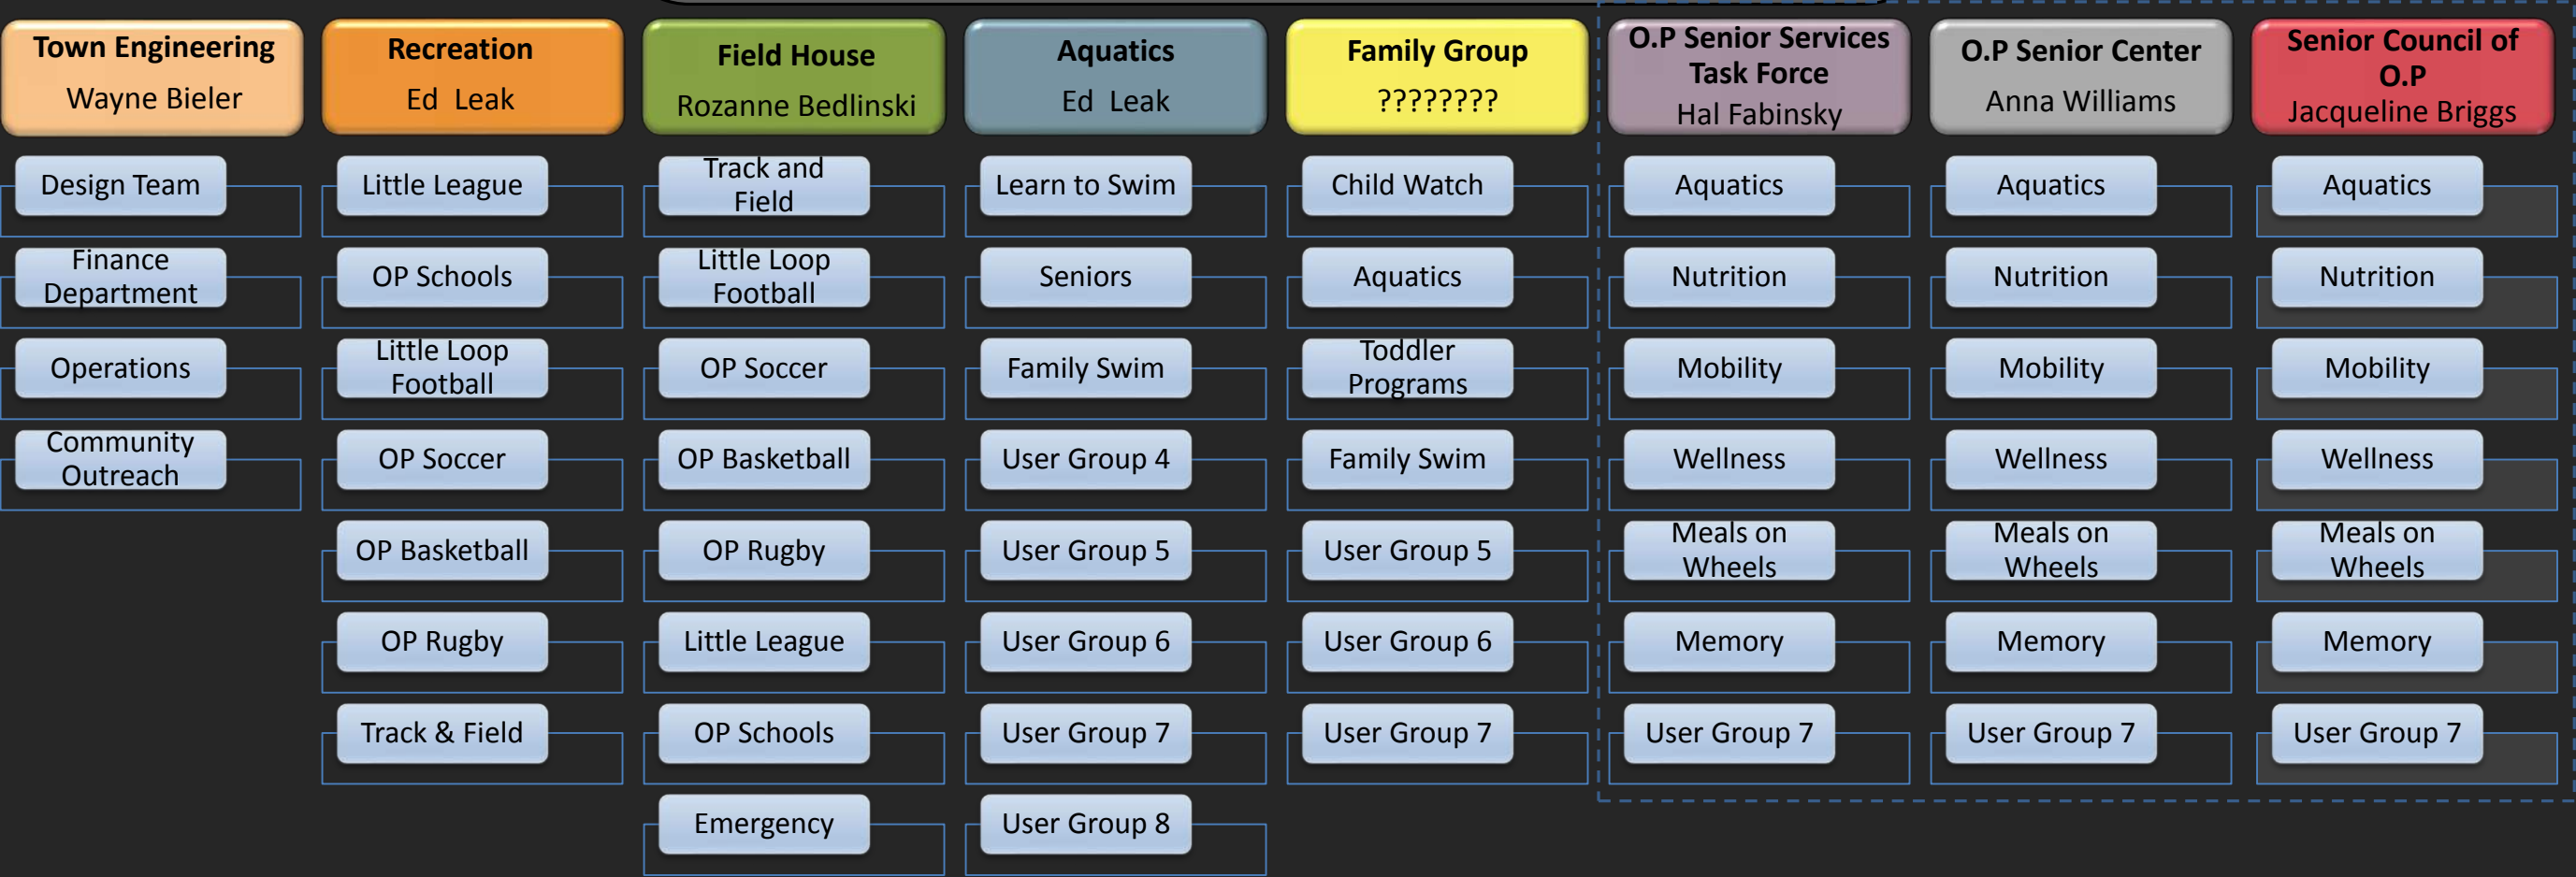 Town Engineering
Wayne Bieler
Design Team
Finance
Department
Operations
Community
Outreach
Recreation
Ed Leak
Little League
OP Schools
Little Loop
Football
OP Soccer
OP Basketball
OP Rugby
Track & Field
Field House
Rozanne Bedlinski
Track and
Field
Little Loop
Football
OP Soccer
OP Basketball
OP Rugby
Little League
OP Schools
Emergency
Aquatics
Ed Leak
Learn to Swim
Seniors
Family Swim
User Group 4
User Group 5
User Group 6
User Group 7
User Group 8
Family Group
????????
Child Watch
Aquatics
Toddler
Programs
Family Swim
User Group 5
User Group 6
User Group 7
O.P Senior Services
Task Force
Hal Fabinsky
Aquatics
Nutrition
Mobility
Wellness
Meals on
Wheels
Memory
User Group 7
O.P Senior Center
Anna Williams
Aquatics
Nutrition
Mobility
Wellness
Meals on
Wheels
Memory
User Group 7
Senior Council of
O.P
Jacqueline Briggs
Aquatics
Nutrition
Mobility
Wellness
Meals on
Wheels
Memory
User Group 7